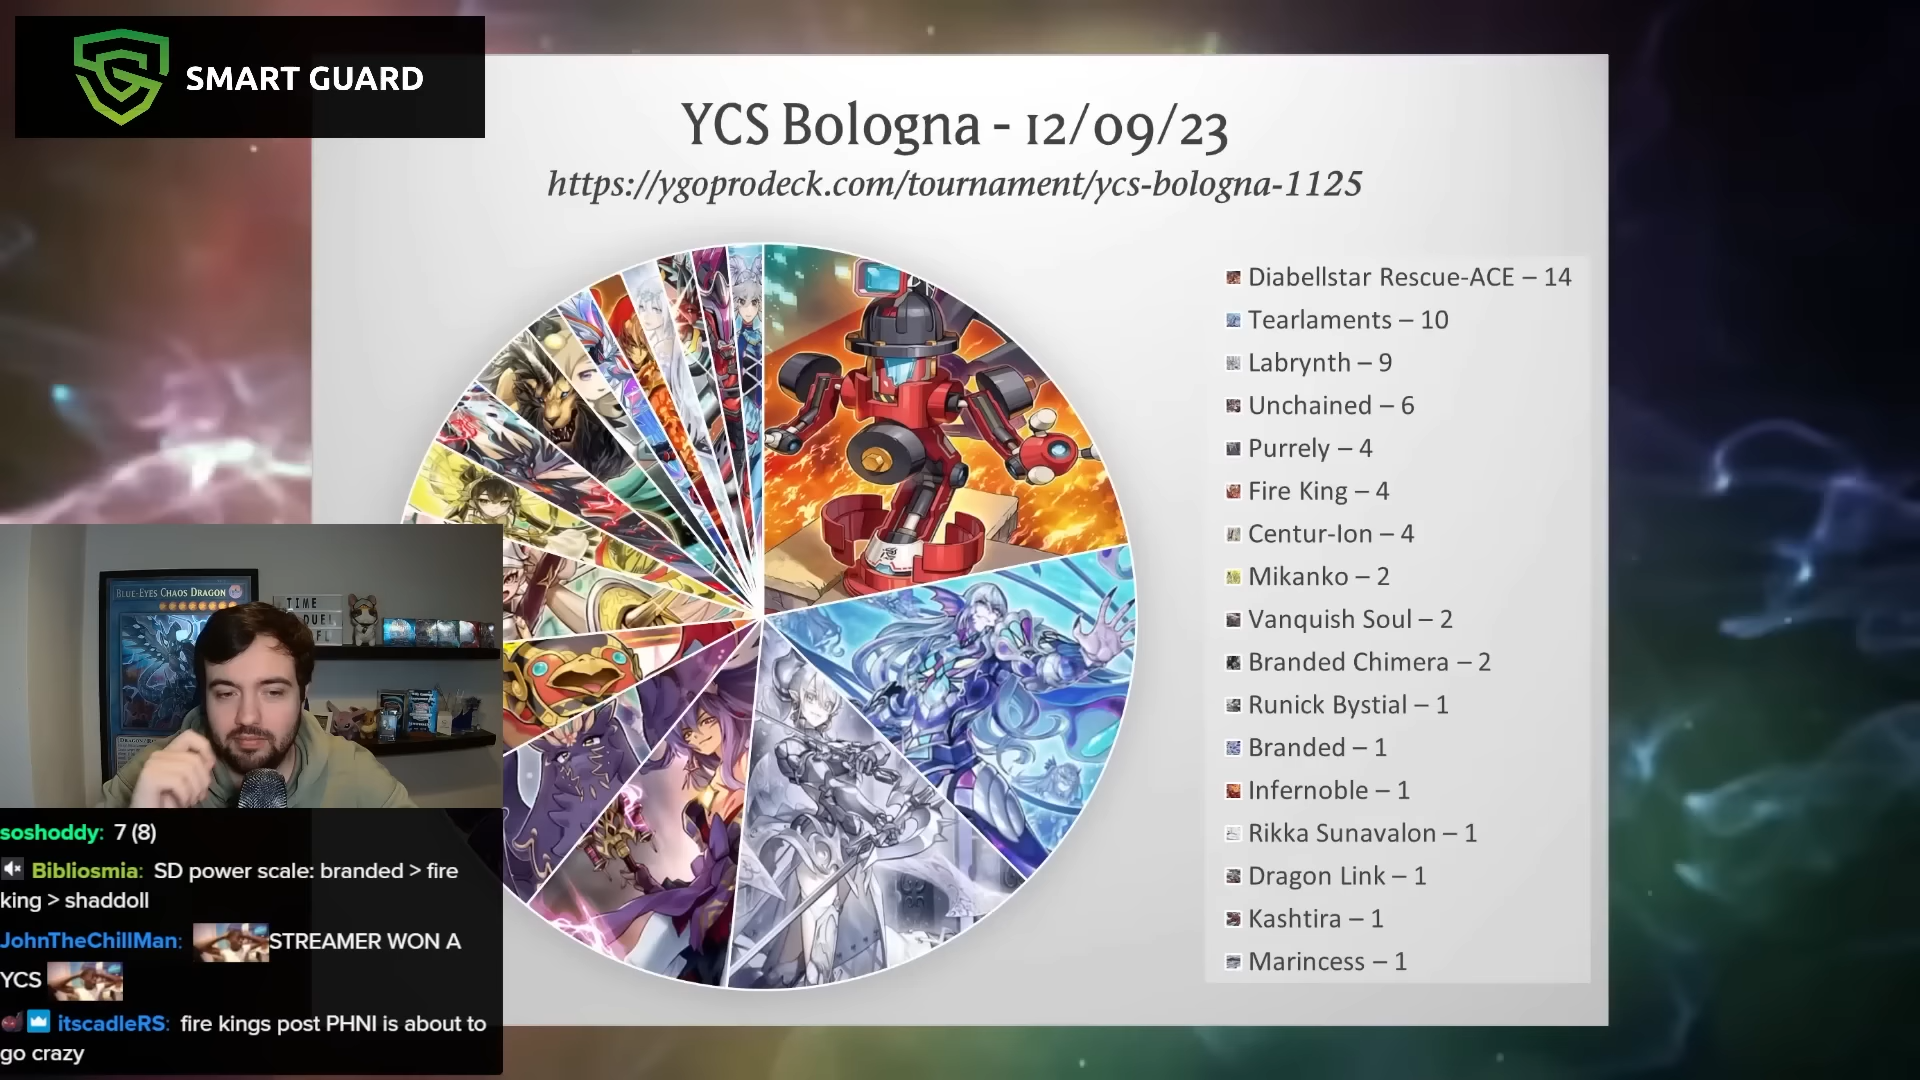 SMART GUARD
YCS Bologna - 12/09/23
https://ygoprodeck.com/tournament/ycs-bologna-1125
Diabellstar Rescue-ACE – 14
Tearlaments – 10
Labrynth – 9
Unchained – 6
Purrely – 4
Fire King – 4
Centur-Ion – 4
Mikanko – 2
Vanquish Soul – 2
Branded Chimera – 2
Runick Bystial – 1
Branded – 1
Infernoble – 1
Rikka Sunavalon – 1
Dragon Link – 1
Kashtira – 1
Marincess – 1
BLUE-EYES CHAOS DRAGON
TIME
DUEL
soshoddy: 7 (8)
Bibliosmia: SD power scale: branded > fire
king > shaddoll
JohnTheChillMan: STREAMER WON A
YCS
itscadleRS: fire kings post PHNI is about to
go crazy